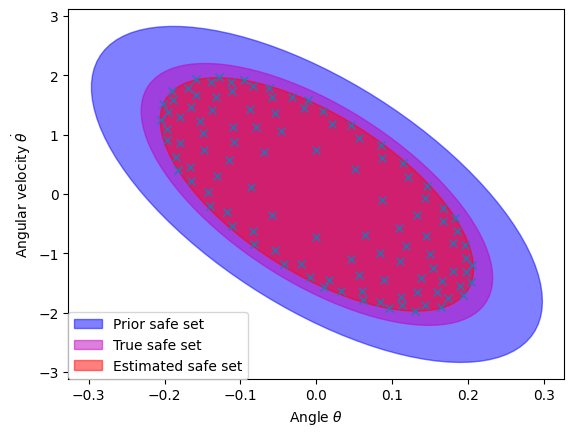 3
2
1
0
−1
−2
−3
Angular velocity θ̇
Prior safe set
True safe set
Estimated safe set
−0.3 −0.2 −0.1 0.0 0.1 0.2 0.3
Angle θ